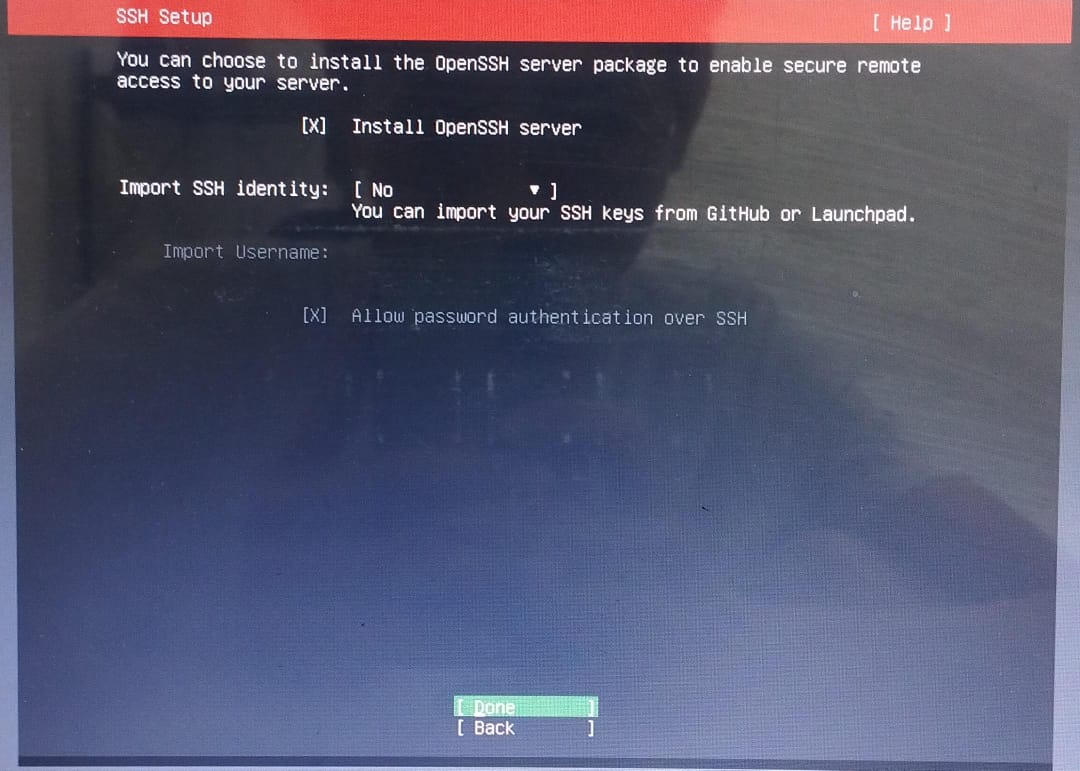 SSH Setup [ Help ]
You can choose to install the OpenSSH server package to enable secure remote
access to your server.
[X] Install OpenSSH server
Import SSH identity: [ No ▼ ]
You can import your SSH keys from GitHub or Launchpad.
Import Username:
[X] Allow password authentication over SSH
[ Done ]
[ Back ]